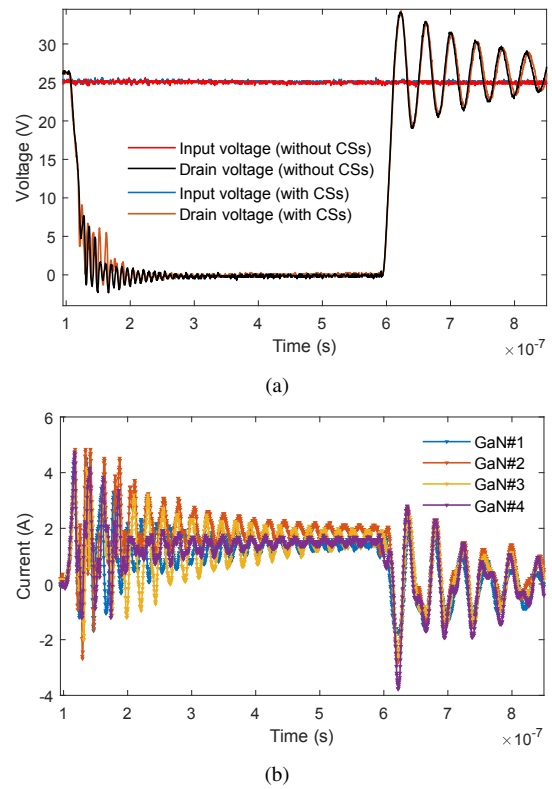 30
25
20
15
10
5
0
Voltage (V)
Input voltage (without CSs)
Drain voltage (without CSs)
Input voltage (with CSs)
Drain voltage (with CSs)
1 2 3 4 5 6 7 8
Time (s)
×10-7
(a)
6
4
2
0
-2
-4
Current (A)
GaN#1
GaN#2
GaN#3
GaN#4
1 2 3 4 5 6 7 8
Time (s)
×10-7
(b)